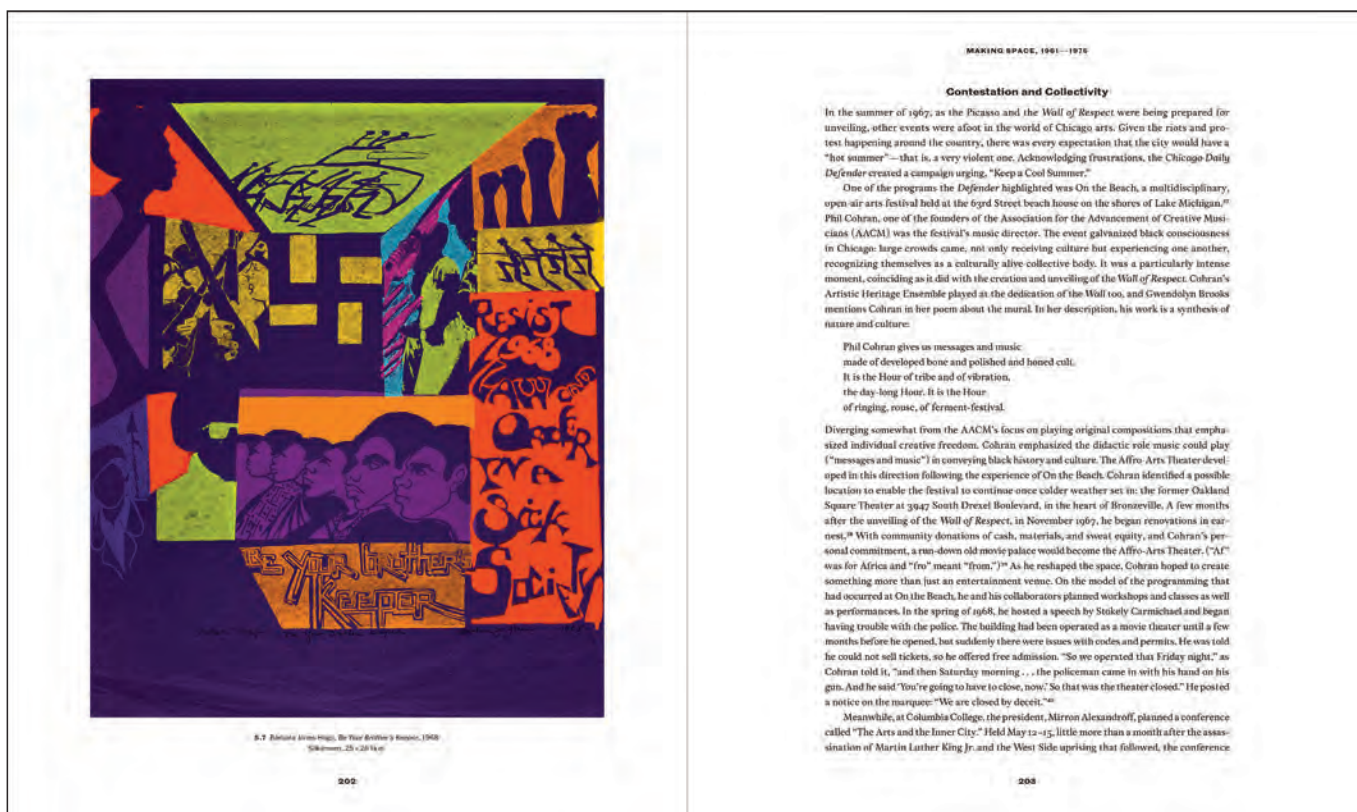 RESIST
1968
LAW AND
ORDER
IN A
SICK
SOCIETY
BE YOUR BROTHERS
KEEPER
5.7 Barbara Jones-Hogu, Be Your Brother's Keeper, 1968
Silkscreen,
202
MAKING SPACE, 1961—1976
Contestation and Collectivity
In the summer of 1967, as the Picasso and the Wall of Respect were being prepared for
unveiling, other events were afoot in the world of Chicago arts. Given the riots and pro-
test happening around the country, there was every expectation that the city would have a
"hot summer"—that is, a very violent one. Acknowledging frustrations, the Chicago Daily
Defender created a campaign urging, "Keep a Cool Summer."
One of the programs the Defender highlighted was On the Beach, a multidisciplinary,
open-air arts festival held at the 63rd Street beach house on the shores of Lake Michigan.³⁷
Phil Cohran, one of the founders of the Association for the Advancement of Creative Musi-
cians (AACM) was the festival's music director. The event galvanized black consciousness
in Chicago: large crowds came, not only receiving culture but experiencing one another,
recognizing themselves as a culturally alive collective body. It was a particularly intense
moment, coinciding as it did with the creation and unveiling of the Wall of Respect. Cohran's
Artistic Heritage Ensemble played at the dedication of the Wall too, and Gwendolyn Brooks
mentions Cohran in her poem about the mural. In her description, his work is a synthesis of
nature and culture:
Phil Cohran gives us messages and music
made of developed bone and polished and honed cult.
It is the Hour of tribe and of vibration,
the day-long Hour. It is the Hour
of ringing, rouse, of ferment-festival.
Diverging somewhat from the AACM's focus on playing original compositions that empha-
sized individual creative freedom, Cohran emphasized the didactic role music could play
("messages and music") in conveying black history and culture. The Affro-Arts Theater devel-
oped in this direction following the experience of On the Beach. Cohran identified a possible
location to enable the festival to continue once colder weather set in: the former Oakland
Square Theater at 3947 South Drexel Boulevard, in the heart of Bronzeville. A few months
after the unveiling of the Wall of Respect, in November 1967, he began renovations in ear-
nest.³⁸ With community donations of cash, materials, and sweat equity, and Cohran's per-
sonal commitment, a run-down old movie palace would become the Affro-Arts Theater. ("Af"
was for Africa and "fro" meant "from.")³⁹ As he reshaped the space, Cohran hoped to create
something more than just an entertainment venue. On the model of the programming that
had occurred at On the Beach, he and his collaborators planned workshops and classes as well
as performances. In the spring of 1968, he hosted a speech by Stokely Carmichael and began
having trouble with the police. The building had been operated as a movie theater until a few
months before he opened, but suddenly there were issues with codes and permits. He was told
he could not sell tickets, so he offered free admission. "So we operated that Friday night," as
Cohran told it, "and then Saturday morning . . . the policeman came in with his hand on his
gun. And he said 'You're going to have to close, now.' So that was the theater closed." He posted
a notice on the marquee: "We are closed by deceit."⁴⁰
Meanwhile, at Columbia College, the president, Mirron Alexandroff, planned a conference
called "The Arts and the Inner City." Held May 12–15, little more than a month after the assas-
sination of Martin Luther King Jr. and the West Side uprising that followed, the conference
203